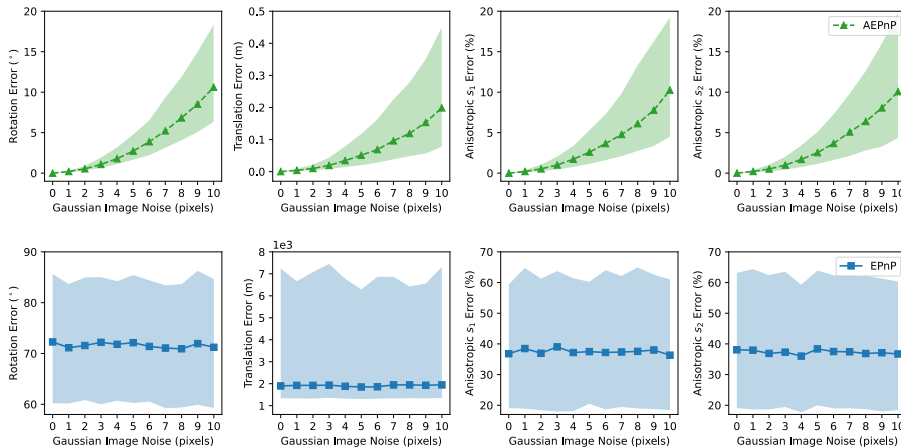 20
15
10
5
0
Rotation Error (°)
0 1 2 3 4 5 6 7 8 9 10
Gaussian Image Noise (pixels)
0.5
0.4
0.3
0.2
0.1
0.0
Translation Error (m)
0 1 2 3 4 5 6 7 8 9 10
Gaussian Image Noise (pixels)
20
15
10
5
0
Anisotropic s₁ Error (%)
0 1 2 3 4 5 6 7 8 9 10
Gaussian Image Noise (pixels)
20
15
10
5
0
Anisotropic s₂ Error (%)
AEPnP
0 1 2 3 4 5 6 7 8 9 10
Gaussian Image Noise (pixels)
90
80
70
60
Rotation Error (°)
0 1 2 3 4 5 6 7 8 9 10
Gaussian Image Noise (pixels)
1e3
8
7
6
5
4
3
2
1
Translation Error (m)
0 1 2 3 4 5 6 7 8 9 10
Gaussian Image Noise (pixels)
70
60
50
40
30
20
Anisotropic s₁ Error (%)
0 1 2 3 4 5 6 7 8 9 10
Gaussian Image Noise (pixels)
70
60
50
40
30
20
Anisotropic s₂ Error (%)
EPnP
0 1 2 3 4 5 6 7 8 9 10
Gaussian Image Noise (pixels)